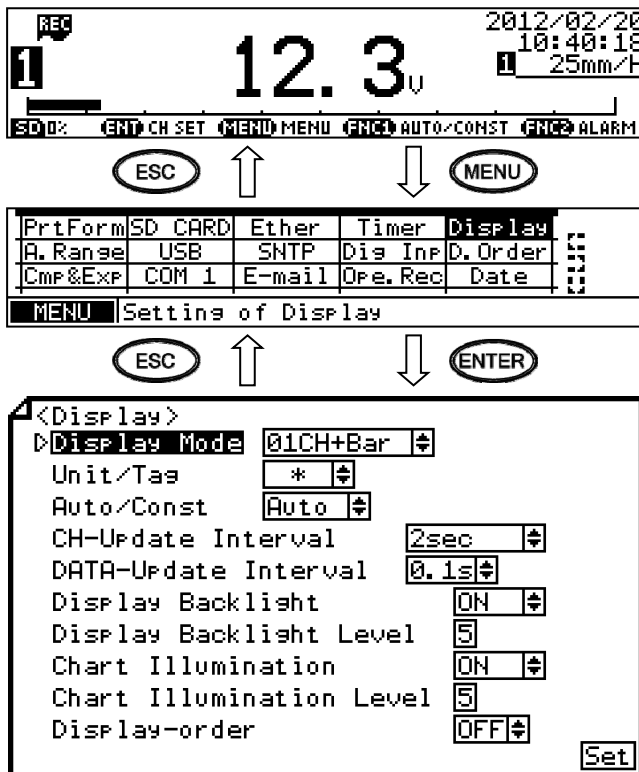 REC
2012/02/20
10:40:18
1 12.3V
1 25mm/H
SD 0% ENT CH SET MENU MENU FNC1 AUTO/CONST FNC2 ALARM
ESC MENU
PrtForm SD CARD Ether Timer Display
A.Range USB SNTP Dig Inp D.Order
Cmp&Exp COM 1 E-mail Ope.Rec Date
MENU Setting of Display
ESC ENTER
<Display>
Display Mode 01CH+Bar
Unit/Tag *
Auto/Const Auto
CH-Update Interval 2sec
DATA-Update Interval 0.1s
Display Backlight ON
Display Backlight Level 5
Chart Illumination ON
Chart Illumination Level 5
Display-order OFF
Set